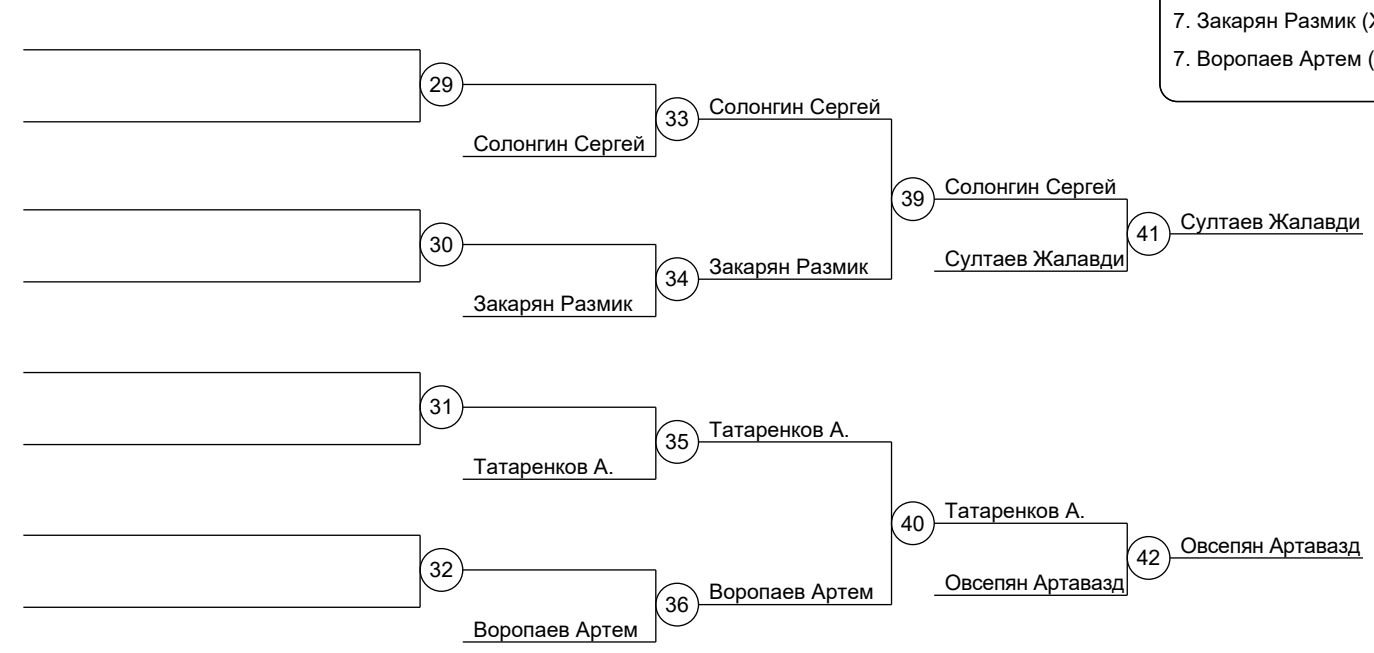 7. Закарян Размик (
7. Воропаев Артем (
29
33
Солонгин Сергей
Солонгин Сергей
39
Солонгин Сергей
30
41
Султаев Жалавди
34
Закарян Размик
Султаев Жалавди
Закарян Размик
31
35
Татаренков А.
Татаренков А.
40
Татаренков А.
32
42
Овсепян Артавазд
36
Воропаев Артем
Овсепян Артавазд
Воропаев Артем